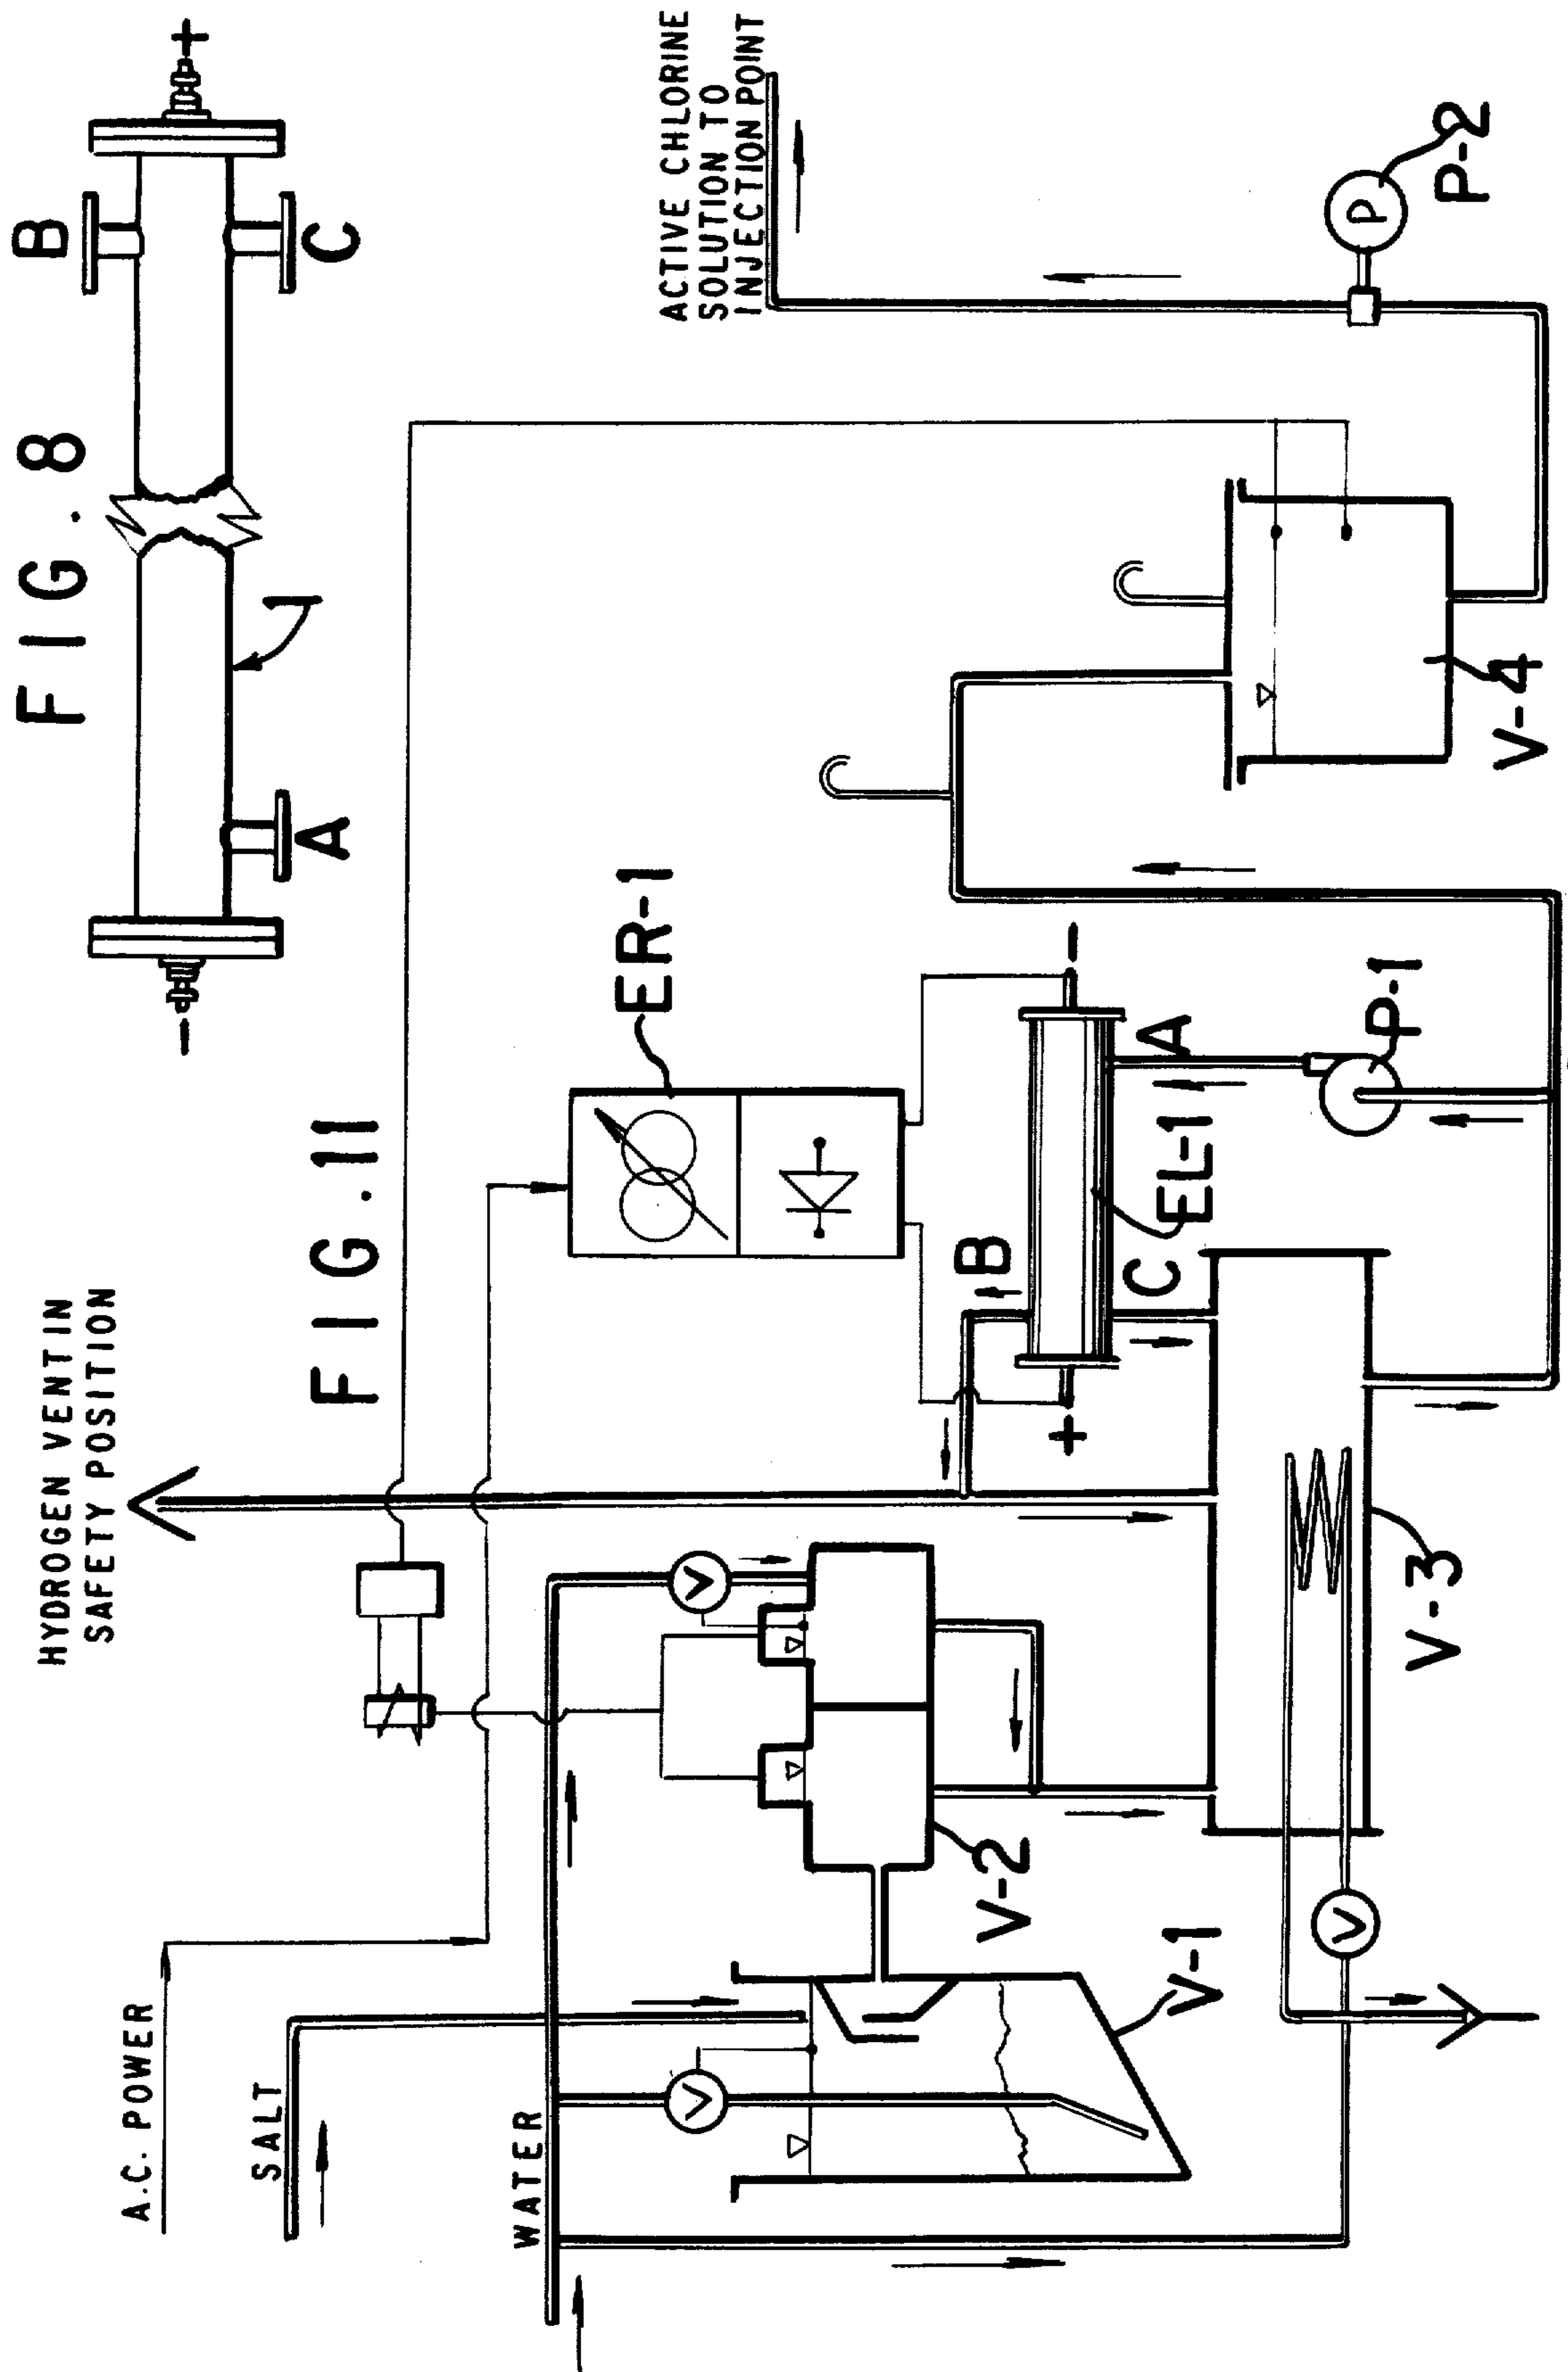 FIG. 8
B
+
C
1
A
-
FIG. 11
HYDROGEN VENT IN
SAFETY POSITION
A.C. POWER
SALT
WATER
ACTIVE CHLORINE
SOLUTION TO
INJECTION POINT
ER-1
V
V
V-2
V-1
B
+
-
A
C
EL-1
P-1
V-3
V
V-4
P
P-2